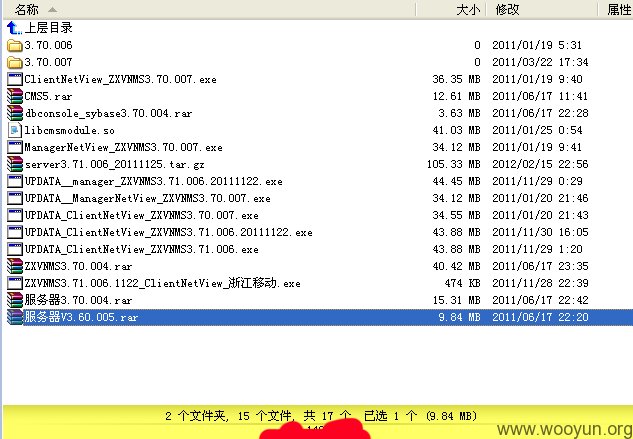 名称 大小 修改 属性
上层目录
3.70.006 0 2011/01/19 5:31
3.70.007 0 2011/03/22 17:34
ClientNetView_ZXVNMS3.70.007.exe 36.35 MB 2011/01/19 9:40
CMS5.rar 12.61 MB 2011/06/17 11:41
dbconsole_sybase3.70.004.rar 3.63 MB 2011/06/17 22:28
libcmsmodule.so 41.03 MB 2011/01/25 0:54
ManagerNetView_ZXVNMS3.70.007.exe 34.12 MB 2011/01/19 9:41
server3.71.006_20111125.tar.gz 105.33 MB 2012/02/15 22:56
UPDATA__manager_ZXVNMS3.71.006.20111122.exe 44.45 MB 2011/11/29 0:29
UPDATA__ManagerNetView_ZXVNMS3.70.007.exe 34.12 MB 2011/01/20 21:46
UPDATA_ClientNetView_ZXVNMS3.70.007.exe 34.55 MB 2011/01/20 21:43
UPDATA_ClientNetView_ZXVNMS3.71.006.20111122.exe 43.88 MB 2011/11/30 16:05
UPDATA_ClientNetView_ZXVNMS3.71.006.exe 43.88 MB 2011/11/29 1:20
ZXVNMS3.70.004.rar 40.42 MB 2011/06/17 23:35
ZXVNMS3.71.006.1122_ClientNetView_浙江移动.exe 474 KB 2011/11/28 22:39
服务器3.70.004.rar 15.31 MB 2011/06/17 22:42
服务器V3.60.005.rar 9.84 MB 2011/06/17 22:20
2 个文件夹, 15 个文件, 共 17 个 已选 1 个 (9.84 MB)
www.wooyun.org